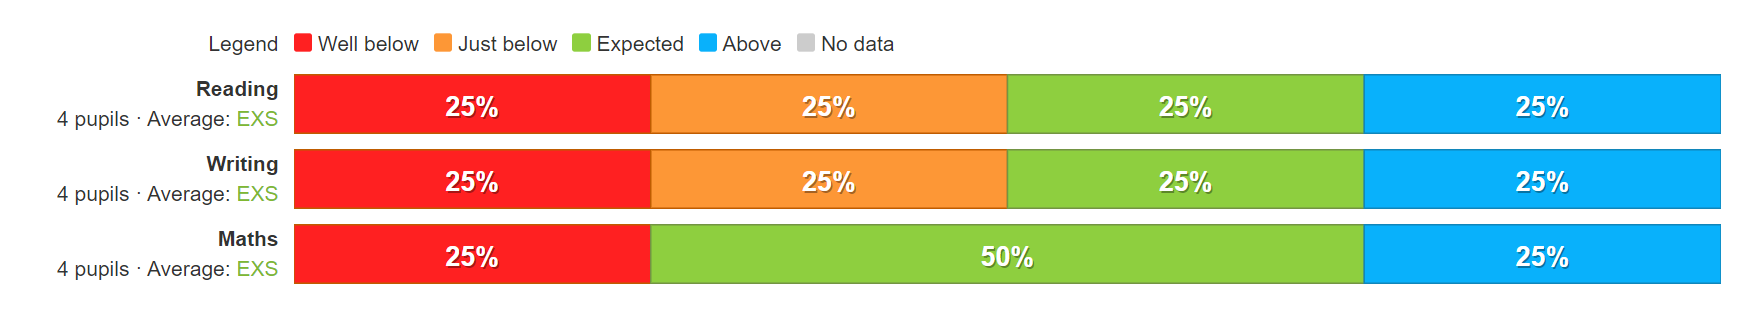 Legend Well below Just below Expected Above No data
Reading
4 pupils · Average: EXS
25% 25% 25% 25%
Writing
4 pupils · Average: EXS
25% 25% 25% 25%
Maths
4 pupils · Average: EXS
25% 50% 25%